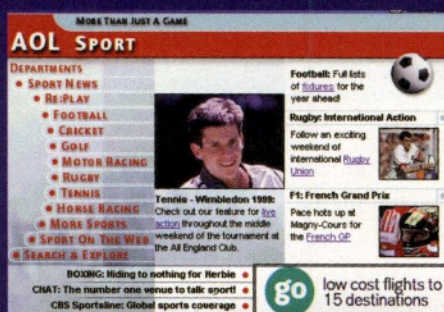 MORE THAN JUST A GAME
AOL SPORT
DEPARTMENTS
SPORT NEWS
RE:PLAY
FOOTBALL
CRICKET
GOLF
MOTOR RACING
RUGBY
TENNIS
HORSE RACING
MORE SPORTS
SPORT ON THE WEB
SEARCH & EXPLORE
Tennis - Wimbledon 1999:
Check out our feature for live
action throughout the middle
weekend of the tournament at
the All England Club.
Football: Full lists
of fixtures for the
year ahead!
Rugby: International Action
Follow an exciting
weekend of
international Rugby
Union
F1: French Grand Prix
Pace hots up at
Magny-Cours for
the French GP
BOXING: Hiding to nothing for Herbie
CHAT: The number one venue to talk sport!
CBS Sportsline: Global sports coverage
go
low cost flights to
15 destinations